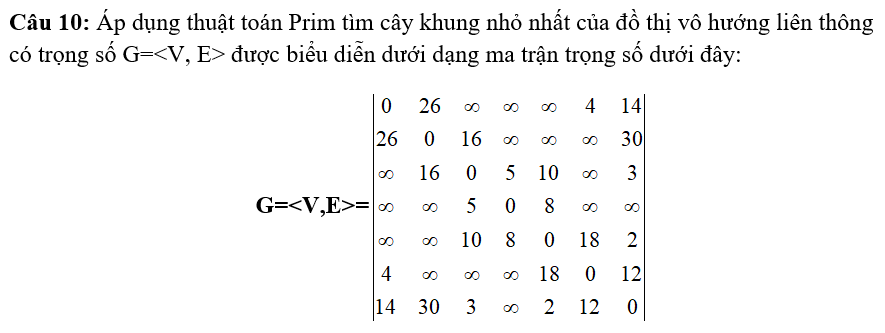 Câu 10: Áp dụng thuật toán Prim tìm cây khung nhỏ nhất của đồ thị vô hướng liên thông
có trọng số G=<V, E> được biểu diễn dưới dạng ma trận trọng số dưới đây:
0 26 ∞ ∞ ∞ 4 14
26 0 16 ∞ ∞ ∞ 30
∞ 16 0 5 10 ∞ 3
G=<V,E>= ∞ ∞ 5 0 8 ∞ ∞
∞ ∞ 10 8 0 18 2
4 ∞ ∞ ∞ 18 0 12
14 30 3 ∞ 2 12 0